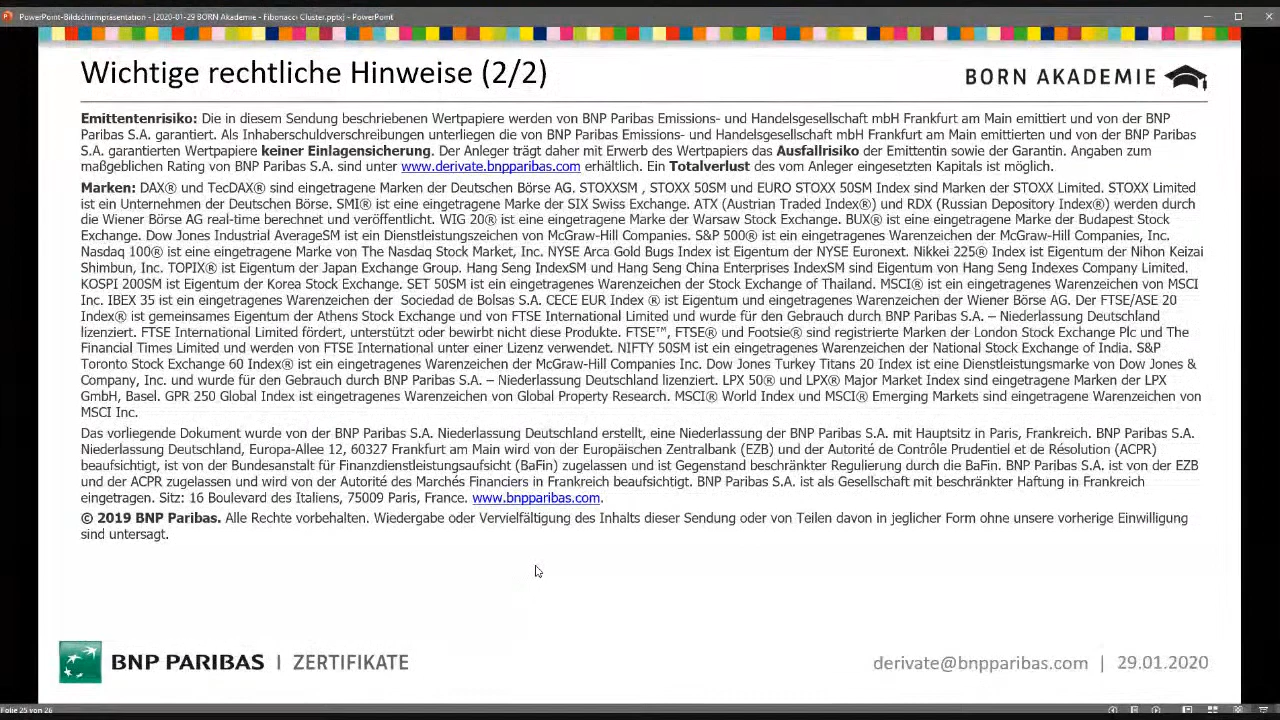 PowerPoint-Bildschirmpräsentation - [2020-01-29 BORN Akademie - Fibonacci Cluster.pptx] - PowerPoint
Wichtige rechtliche Hinweise (2/2)
BORN AKADEMIE
Emittentenrisiko: Die in diesem Sendung beschriebenen Wertpapiere werden von BNP Paribas Emissions- und Handelsgesellschaft mbH Frankfurt am Main emittiert und von der BNP
Paribas S.A. garantiert. Als Inhaberschuldverschreibungen unterliegen die von BNP Paribas Emissions- und Handelsgesellschaft mbH Frankfurt am Main emittierten und von der BNP Paribas
S.A. garantierten Wertpapiere keiner Einlagensicherung. Der Anleger trägt daher mit Erwerb des Wertpapiers das Ausfallrisiko der Emittentin sowie der Garantin. Angaben zum
maßgeblichen Rating von BNP Paribas S.A. sind unter www.derivate.bnpparibas.com erhältlich. Ein Totalverlust des vom Anleger eingesetzten Kapitals ist möglich.
Marken: DAX® und TecDAX® sind eingetragene Marken der Deutschen Börse AG. STOXXSM , STOXX 50SM und EURO STOXX 50SM Index sind Marken der STOXX Limited. STOXX Limited
ist ein Unternehmen der Deutschen Börse. SMI® ist eine eingetragene Marke der SIX Swiss Exchange. ATX (Austrian Traded Index®) und RDX (Russian Depository Index®) werden durch
die Wiener Börse AG real-time berechnet und veröffentlicht. WIG 20® ist eine eingetragene Marke der Warsaw Stock Exchange. BUX® ist eingetragene Marke der Budapest Stock
Exchange. Dow Jones Industrial AverageSM ist ein Dienstleistungszeichen von McGraw-Hill Companies. S&P 500® ist ein eingetragenes Warenzeichen der McGraw-Hill Companies, Inc.
Nasdaq 100® ist eine eingetragene Marke von The Nasdaq Stock Market, Inc. NYSE Arca Gold Bugs Index ist Eigentum der NYSE Euronext. Nikkei 225® Index ist Eigentum der Nihon Keizai
Shimbun, Inc. TOPIX® ist Eigentum der Japan Exchange Group. Hang Seng IndexSM und Hang Seng China Enterprises IndexSM sind Eigentum von Hang Seng Indexes Company Limited.
KOSPI 200SM ist Eigentum der Korea Stock Exchange. SET 50SM ist ein eingetragenes Warenzeichen der Stock Exchange of Thailand. MSCI® ist ein eingetragenes Warenzeichen von MSCI
Inc. IBEX 35 ist ein eingetragenes Warenzeichen der Sociedad de Bolsas S.A. CECE EUR Index ® ist Eigentum und eingetragenes Warenzeichen der Wiener Börse AG. Der FTSE/ASE 20
Index® ist gemeinsames Eigentum der Athens Stock Exchange und von FTSE International Limited und wurde für den Gebrauch durch BNP Paribas S.A. – Niederlassung Deutschland
lizenziert. FTSE International Limited fördert, unterstützt oder bewirbt nicht diese Produkte. FTSE™, FTSE® und Footsie® sind registrierte Marken der London Stock Exchange Plc und The
Financial Times Limited und werden von FTSE International unter einer Lizenz verwendet. NIFTY 50SM ist ein eingetragenes Warenzeichen der National Stock Exchange of India. S&P
Toronto Stock Exchange 60 Index® ist ein eingetragenes Warenzeichen der McGraw-Hill Companies Inc. Dow Jones Turkey Titans 20 Index ist eine Dienstleistungsmarke von Dow Jones &
Company, Inc. und wurde für den Gebrauch durch BNP Paribas S.A. – Niederlassung Deutschland lizenziert. LPX 50® und LPX® Major Market Index sind eingetragene Marken der LPX
GmbH, Basel. GPR 250 Global Index ist eingetragenes Warenzeichen von Global Property Research. MSCI® World Index und MSCI® Emerging Markets sind eingetragene Warenzeichen von
MSCI Inc.
Das vorliegende Dokument wurde von der BNP Paribas S.A. Niederlassung Deutschland erstellt, eine Niederlassung der BNP Paribas S.A. mit Hauptsitz in Paris, Frankreich. BNP Paribas S.A.
Niederlassung Deutschland, Europa-Allee 12, 60327 Frankfurt am Main wird von der Europäischen Zentralbank (EZB) und der Autorité de Contrôle Prudentiel et de Résolution (ACPR)
beaufsichtigt, ist von der Bundesanstalt für Finanzdienstleistungsaufsicht (BaFin) zugelassen und ist Gegenstand beschränkter Regulierung durch die BaFin. BNP Paribas S.A. ist von der EZB
und der ACPR zugelassen und wird von der Autorité des Marchés Financiers in Frankreich beaufsichtigt. BNP Paribas S.A. ist als Gesellschaft mit beschränkter Haftung in Frankreich
eingetragen. Sitz: 16 Boulevard des Italiens, 75009 Paris, France. www.bnpparibas.com.
© 2019 BNP Paribas. Alle Rechte vorbehalten. Wiedergabe oder Vervielfältigung des Inhalts dieser Sendung oder von Teilen davon in jeglicher Form ohne unsere vorherige Einwilligung
sind untersagt.
BNP PARIBAS | ZERTIFIKATE
derivate@bnpparibas.com | 29.01.2020
Folie 25 von 26